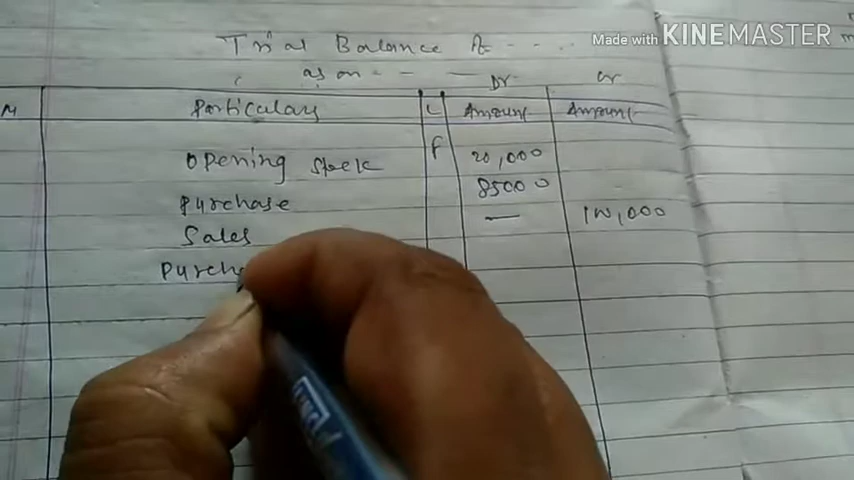 Made with KINEMASTER
Trial Balance A - - - -
as on - - — Dr Cr
Particulars L Amount Amount
Opening Stock F 20,000
Purchase 85000
Sales — 110,000
Purch